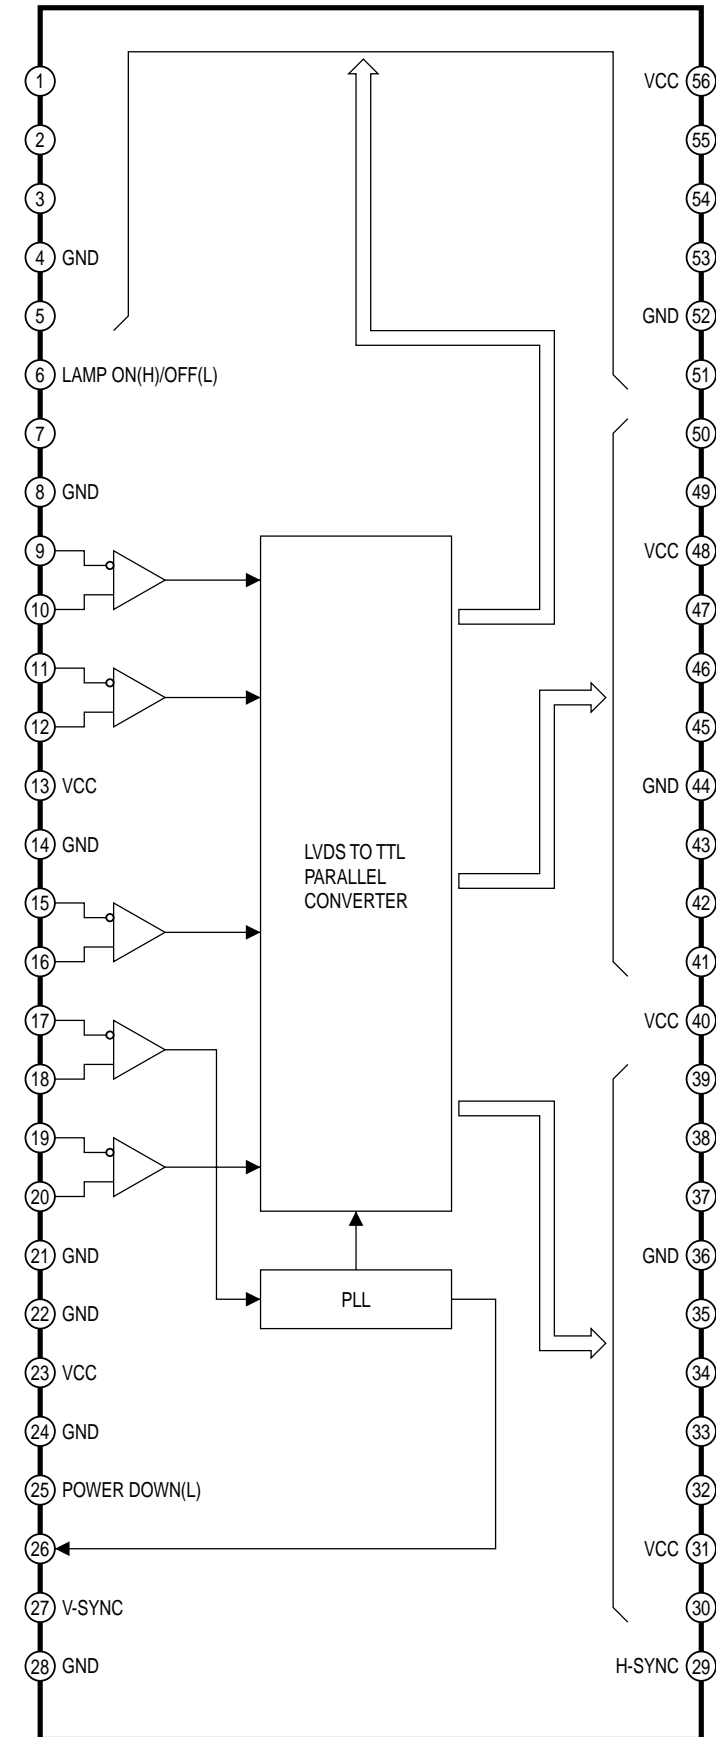 1
2
3
4 GND
5
6 LAMP ON(H)/OFF(L)
7
8 GND
9
10
11
12
13 VCC
14 GND
15
16
17
18
19
20
21 GND
22 GND
23 VCC
24 GND
25 POWER DOWN(L)
26
27 V-SYNC
28 GND
LVDS TO TTL
PARALLEL
CONVERTER
PLL
VCC 56
55
54
53
GND 52
51
50
49
VCC 48
47
46
45
GND 44
43
42
41
VCC 40
39
38
37
GND 36
35
34
33
32
VCC 31
30
H-SYNC 29